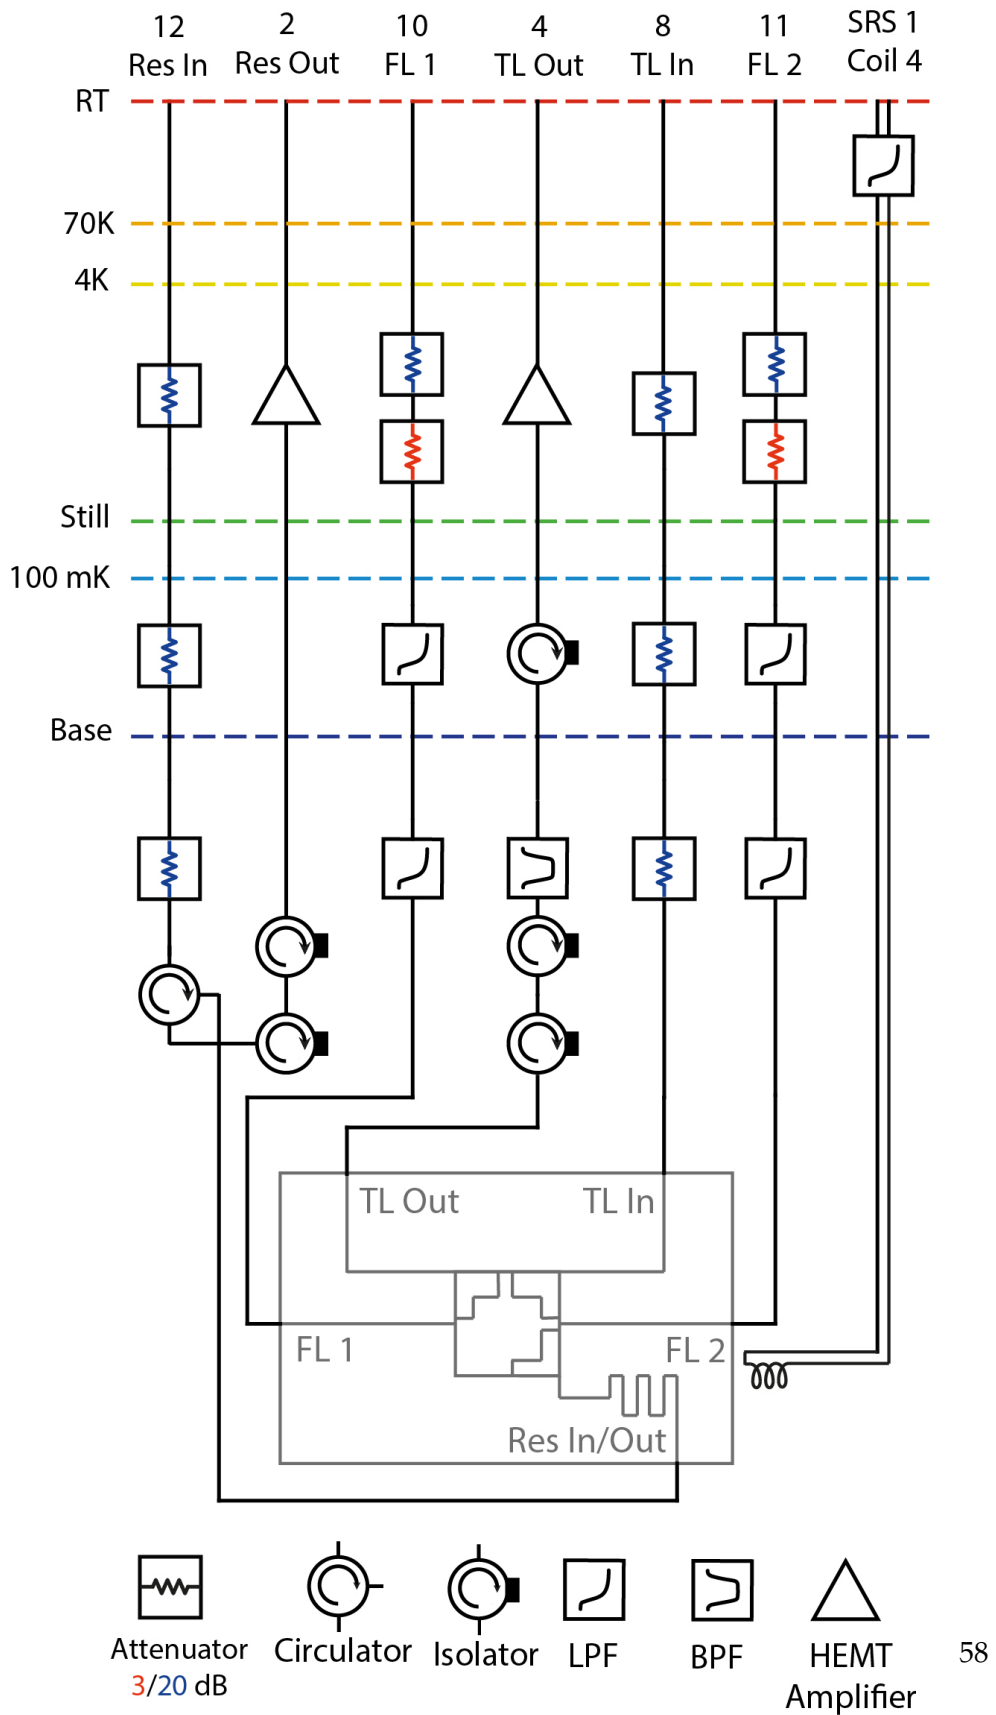 12 2 10 4 8 11 SRS 1
Res In Res Out FL 1 TL Out TL In FL 2 Coil 4
RT
70K
4K
Still
100 mK
Base
TL Out TL In
FL 1 FL 2
Res In/Out
Attenuator Circulator Isolator LPF BPF HEMT 58
3/20 dB Amplifier